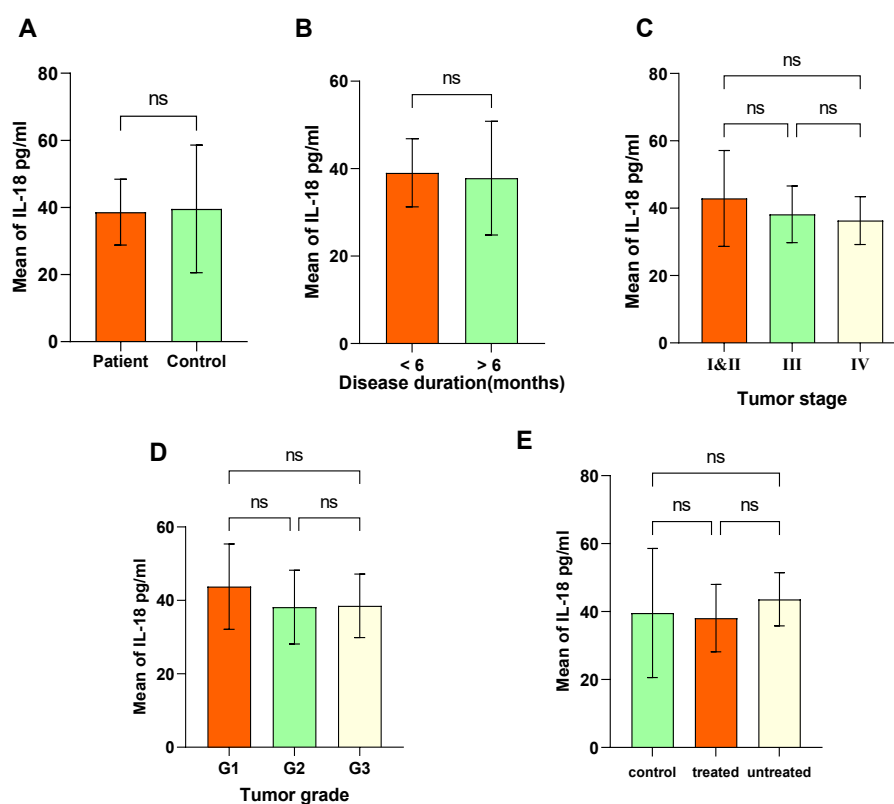 A
Mean of IL-18 pg/ml
80
60
40
20
0
ns
Patient Control
B
Mean of IL-18 pg/ml
60
40
20
0
ns
< 6 > 6
Disease duration(months)
C
Mean of IL-18 pg/ml
80
60
40
20
0
ns
ns ns
I&II III IV
Tumor stage
D
Mean of IL-18 pg/ml
60
40
20
0
ns
ns ns
G1 G2 G3
Tumor grade
E
Mean of IL-18 pg/ml
80
60
40
20
0
ns
ns ns
control treated untreated